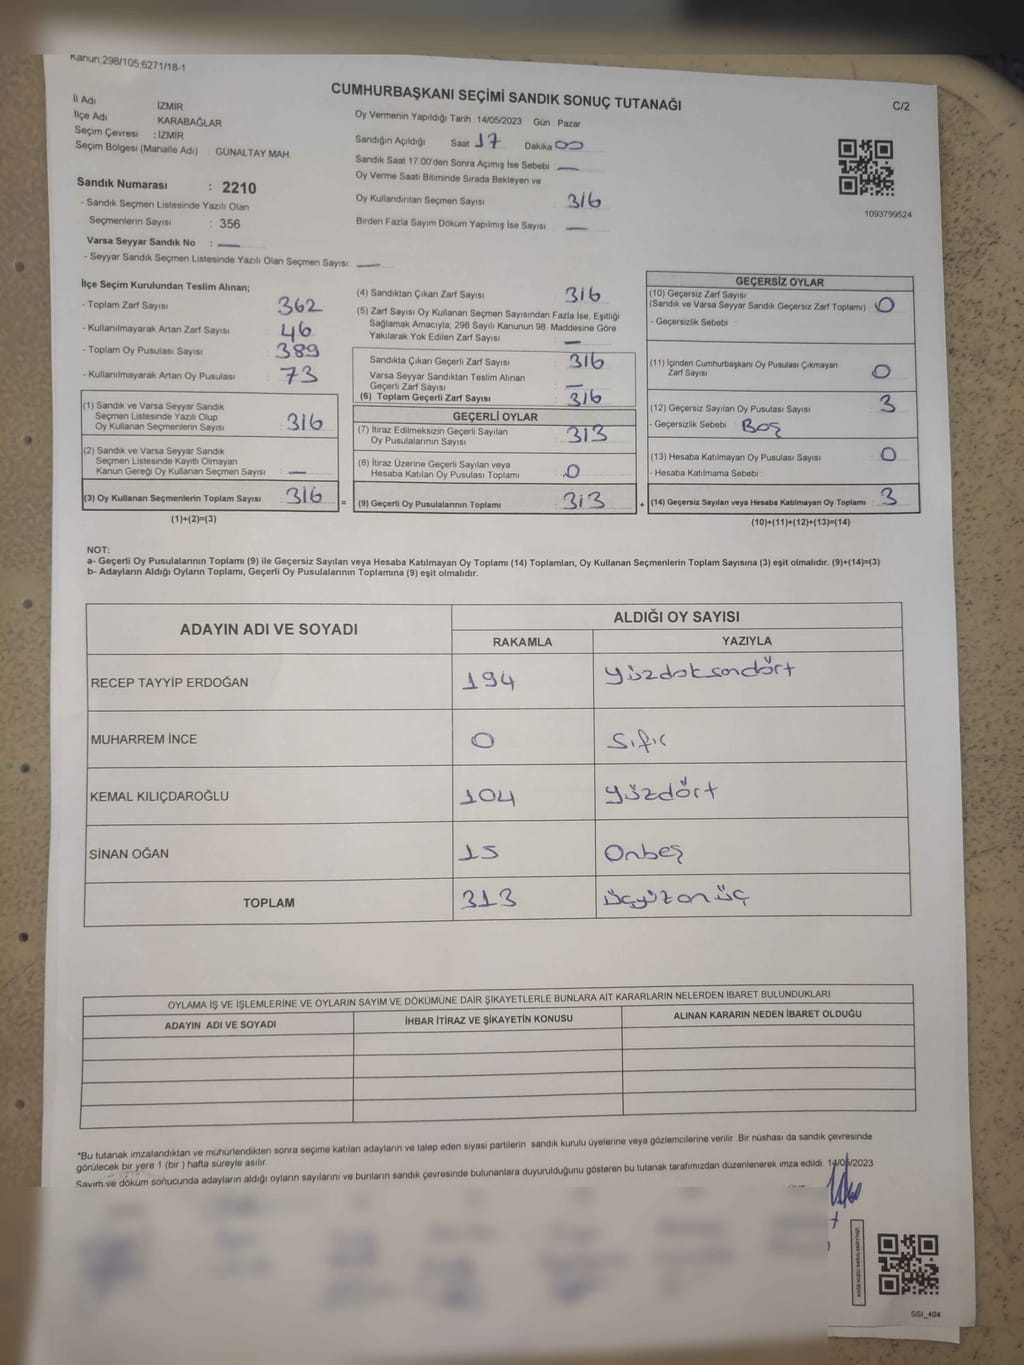 Kanun;298/105,6271/18-1
CUMHURBAŞKANI SEÇİMİ SANDIK SONUÇ TUTANAĞI
C/2
İl Adı : İZMİR
İlçe Adı KARABAĞLAR
Seçim Çevresi : İZMİR
Seçim Bölgesi (Mahalle Adı) GÜNALTAY MAH
Sandık Numarası : 2210
- Sandık Seçmen Listesinde Yazılı Olan
Seçmenlerin Sayısı : 356
Varsa Seyyar Sandık No : —
- Seyyar Sandık Seçmen Listesinde Yazılı Olan Seçmen Sayısı: —
Oy Vermenin Yapıldığı Tarih 14/05/2023 Gün : Pazar
Sandığın Açıldığı Saat 17 Dakika 00
Sandık Saat 17:00'den Sonra Açımış İse Sebebi —
Oy Verme Saati Bitiminde Sırada Bekleyen ve
Oy Kullandırılan Seçmen Sayısı : 316
Birden Fazla Sayım Döküm Yapılmış İse Sayısı : —
1093799524
İlçe Seçim Kurulundan Teslim Alınan;
- Toplam Zarf Sayısı : 362
- Kullanılmayarak Artan Zarf Sayısı : 46
- Toplam Oy Pusulası Sayısı : 389
- Kullanılmayarak Artan Oy Pusulası : 73
(1) Sandık ve Varsa Seyyar Sandık
Seçmen Listesinde Yazılı Olup
Oy Kullanan Seçmenlerin Sayısı : 316
(2) Sandık ve Varsa Seyyar Sandık
Seçmen Listesinde Kayıtlı Olmayan
Kanun Gereği Oy Kullanan Seçmen Sayısı : —
(3) Oy Kullanan Seçmenlerin Toplam Sayısı : 316 =
(1)+(2)=(3)
(4) Sandıktan Çıkan Zarf Sayısı : 316
(5) Zarf Sayısı Oy Kullanan Seçmen Sayısından Fazla İse, Eşitliği
Sağlamak Amacıyla; 298 Sayılı Kanunun 98. Maddesine Göre
Yakılarak Yok Edilen Zarf Sayısı : —
Sandıkta Çıkan Geçerli Zarf Sayısı : 316
Varsa Seyyar Sandıktan Teslim Alınan
Geçerli Zarf Sayısı : —
(6) Toplam Geçerli Zarf Sayısı : 316
GEÇERLİ OYLAR
(7) İtiraz Edilmeksizin Geçerli Sayılan
Oy Pusulalarının Sayısı : 313
(8) İtiraz Üzerine Geçerli Sayılan veya
Hesaba Katılan Oy Pusulası Toplamı : 0
(9) Geçerli Oy Pusulalarının Toplamı : 313 +
GEÇERSİZ OYLAR
(10) Geçersiz Zarf Sayısı
(Sandık ve Varsa Seyyar Sandık Geçersiz Zarf Toplamı) : 0
- Geçersizlik Sebebi :
(11) İçinden Cumhurbaşkanı Oy Pusulası Çıkmayan
Zarf Sayısı : 0
(12) Geçersiz Sayılan Oy Pusulası Sayısı : 3
- Geçersizlik Sebebi : Boş
(13) Hesaba Katılmayan Oy Pusulası Sayısı : 0
- Hesaba Katılmama Sebebi :
(14) Geçersiz Sayılan veya Hesaba Katılmayan Oy Toplamı : 3
(10)+(11)+(12)+(13)=(14)
NOT:
a- Geçerli Oy Pusulalarının Toplamı (9) ile Geçersiz Sayılan veya Hesaba Katılmayan Oy (14) Toplamları, Oy Kullanan Seçmenlerin Toplam Sayısına (3) eşit olmalıdır. (9)+(14)=(3)
b- Adayların Aldığı Oyların Toplamı, Geçerli Oy Pusulalarının Toplamına (9) eşit olmalıdır.
ADAYIN ADI VE SOYADI ALDIĞI OY SAYISI
RAKAMLA YAZIYLA
RECEP TAYYİP ERDOĞAN 194 yüzdoksandört
MUHARREM İNCE 0 Sıfır
KEMAL KILIÇDAROĞLU 104 yüzdört
SİNAN OĞAN 15 Onbeş
TOPLAM 313 üçyüzonüç
OYLAMA İŞ VE İŞLEMLERİNE VE OYLARIN SAYIM VE DÖKÜMÜNE DAİR ŞİKAYETLERLE BUNLARA AİT KARARLARIN NELERDEN İBARET BULUNDUKLARI
ADAYIN ADI VE SOYADI İHBAR İTİRAZ VE ŞİKAYETİN KONUSU ALINAN KARARIN NEDEN İBARET OLDUĞU
*Bu tutanak imzalandıktan ve mühürlendikten sonra seçime katılan adayların ve talep eden siyasi partilerin sandık kurulu üyelerine veya gözlemcilerine verilir. Bir nüshası da sandık çevresinde
görülecek bir yere 1 (bir ) hafta süreyle asılır.
Sayım ve döküm sonucunda adayların aldığı oyların sayılarını ve bunların sandık çevresinde bulunanlara duyurulduğunu gösteren bu tutanak tarafımızdan düzenlenerek imza edildi. 14/05/2023
KARE KODU KARALAMAYINIZ!
SSI_404